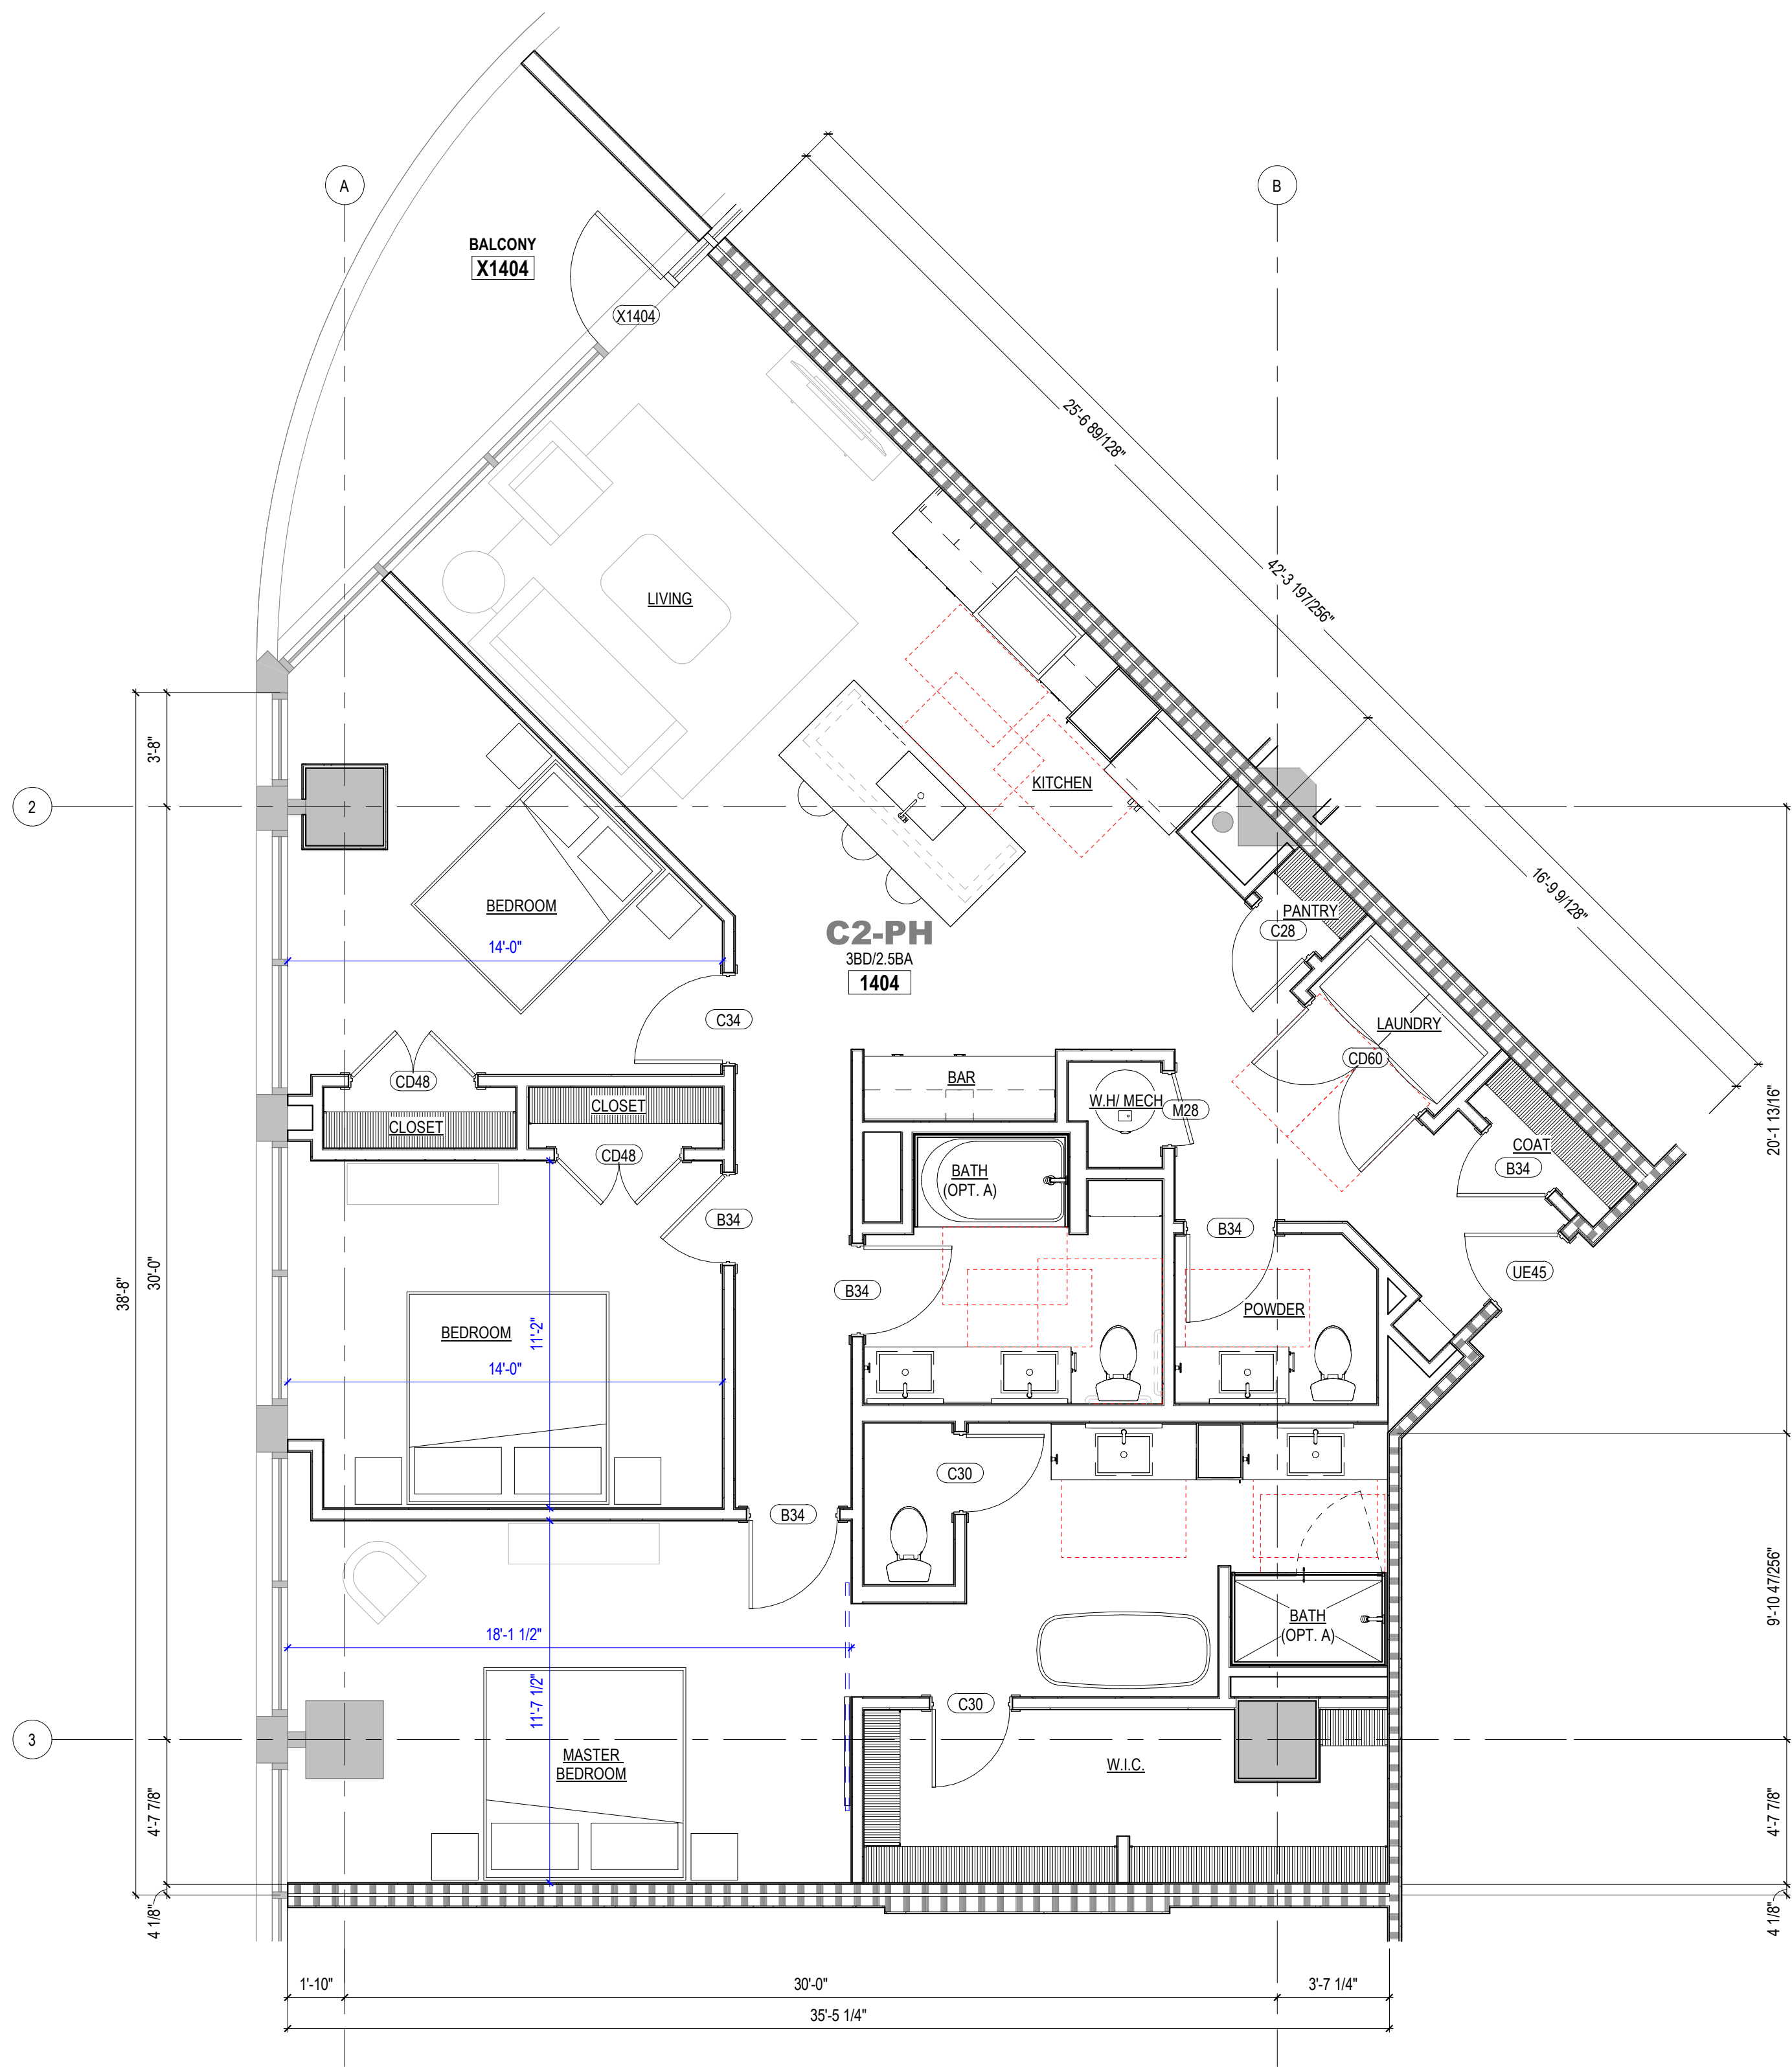 A
B
BALCONY
X1404
X1404
25'-6 89/128"
42'-3 197/256"
LIVING
3'-8"
2
KITCHEN
16'-9 9/128"
BEDROOM
PANTRY
C28
C2-PH
3BD/2.5BA
1404
14'-0"
C34
LAUNDRY
CD60
CD48
BAR
W.H/ MECH
M28
CLOSET
CLOSET
COAT
B34
20'-1 13/16"
CD48
BATH
(OPT. A)
B34
B34
UE45
38'-8"
30'-0"
B34
POWDER
BEDROOM
11'-2"
14'-0"
C30
B34
9'-10 47/256"
18'-1 1/2"
BATH
(OPT. A)
11'-7 1/2"
C30
3
MASTER
BEDROOM
W.I.C.
4'-7 7/8"
4'-7 7/8"
4 1/8"
4 1/8"
1'-10"
30'-0"
3'-7 1/4"
35'-5 1/4"